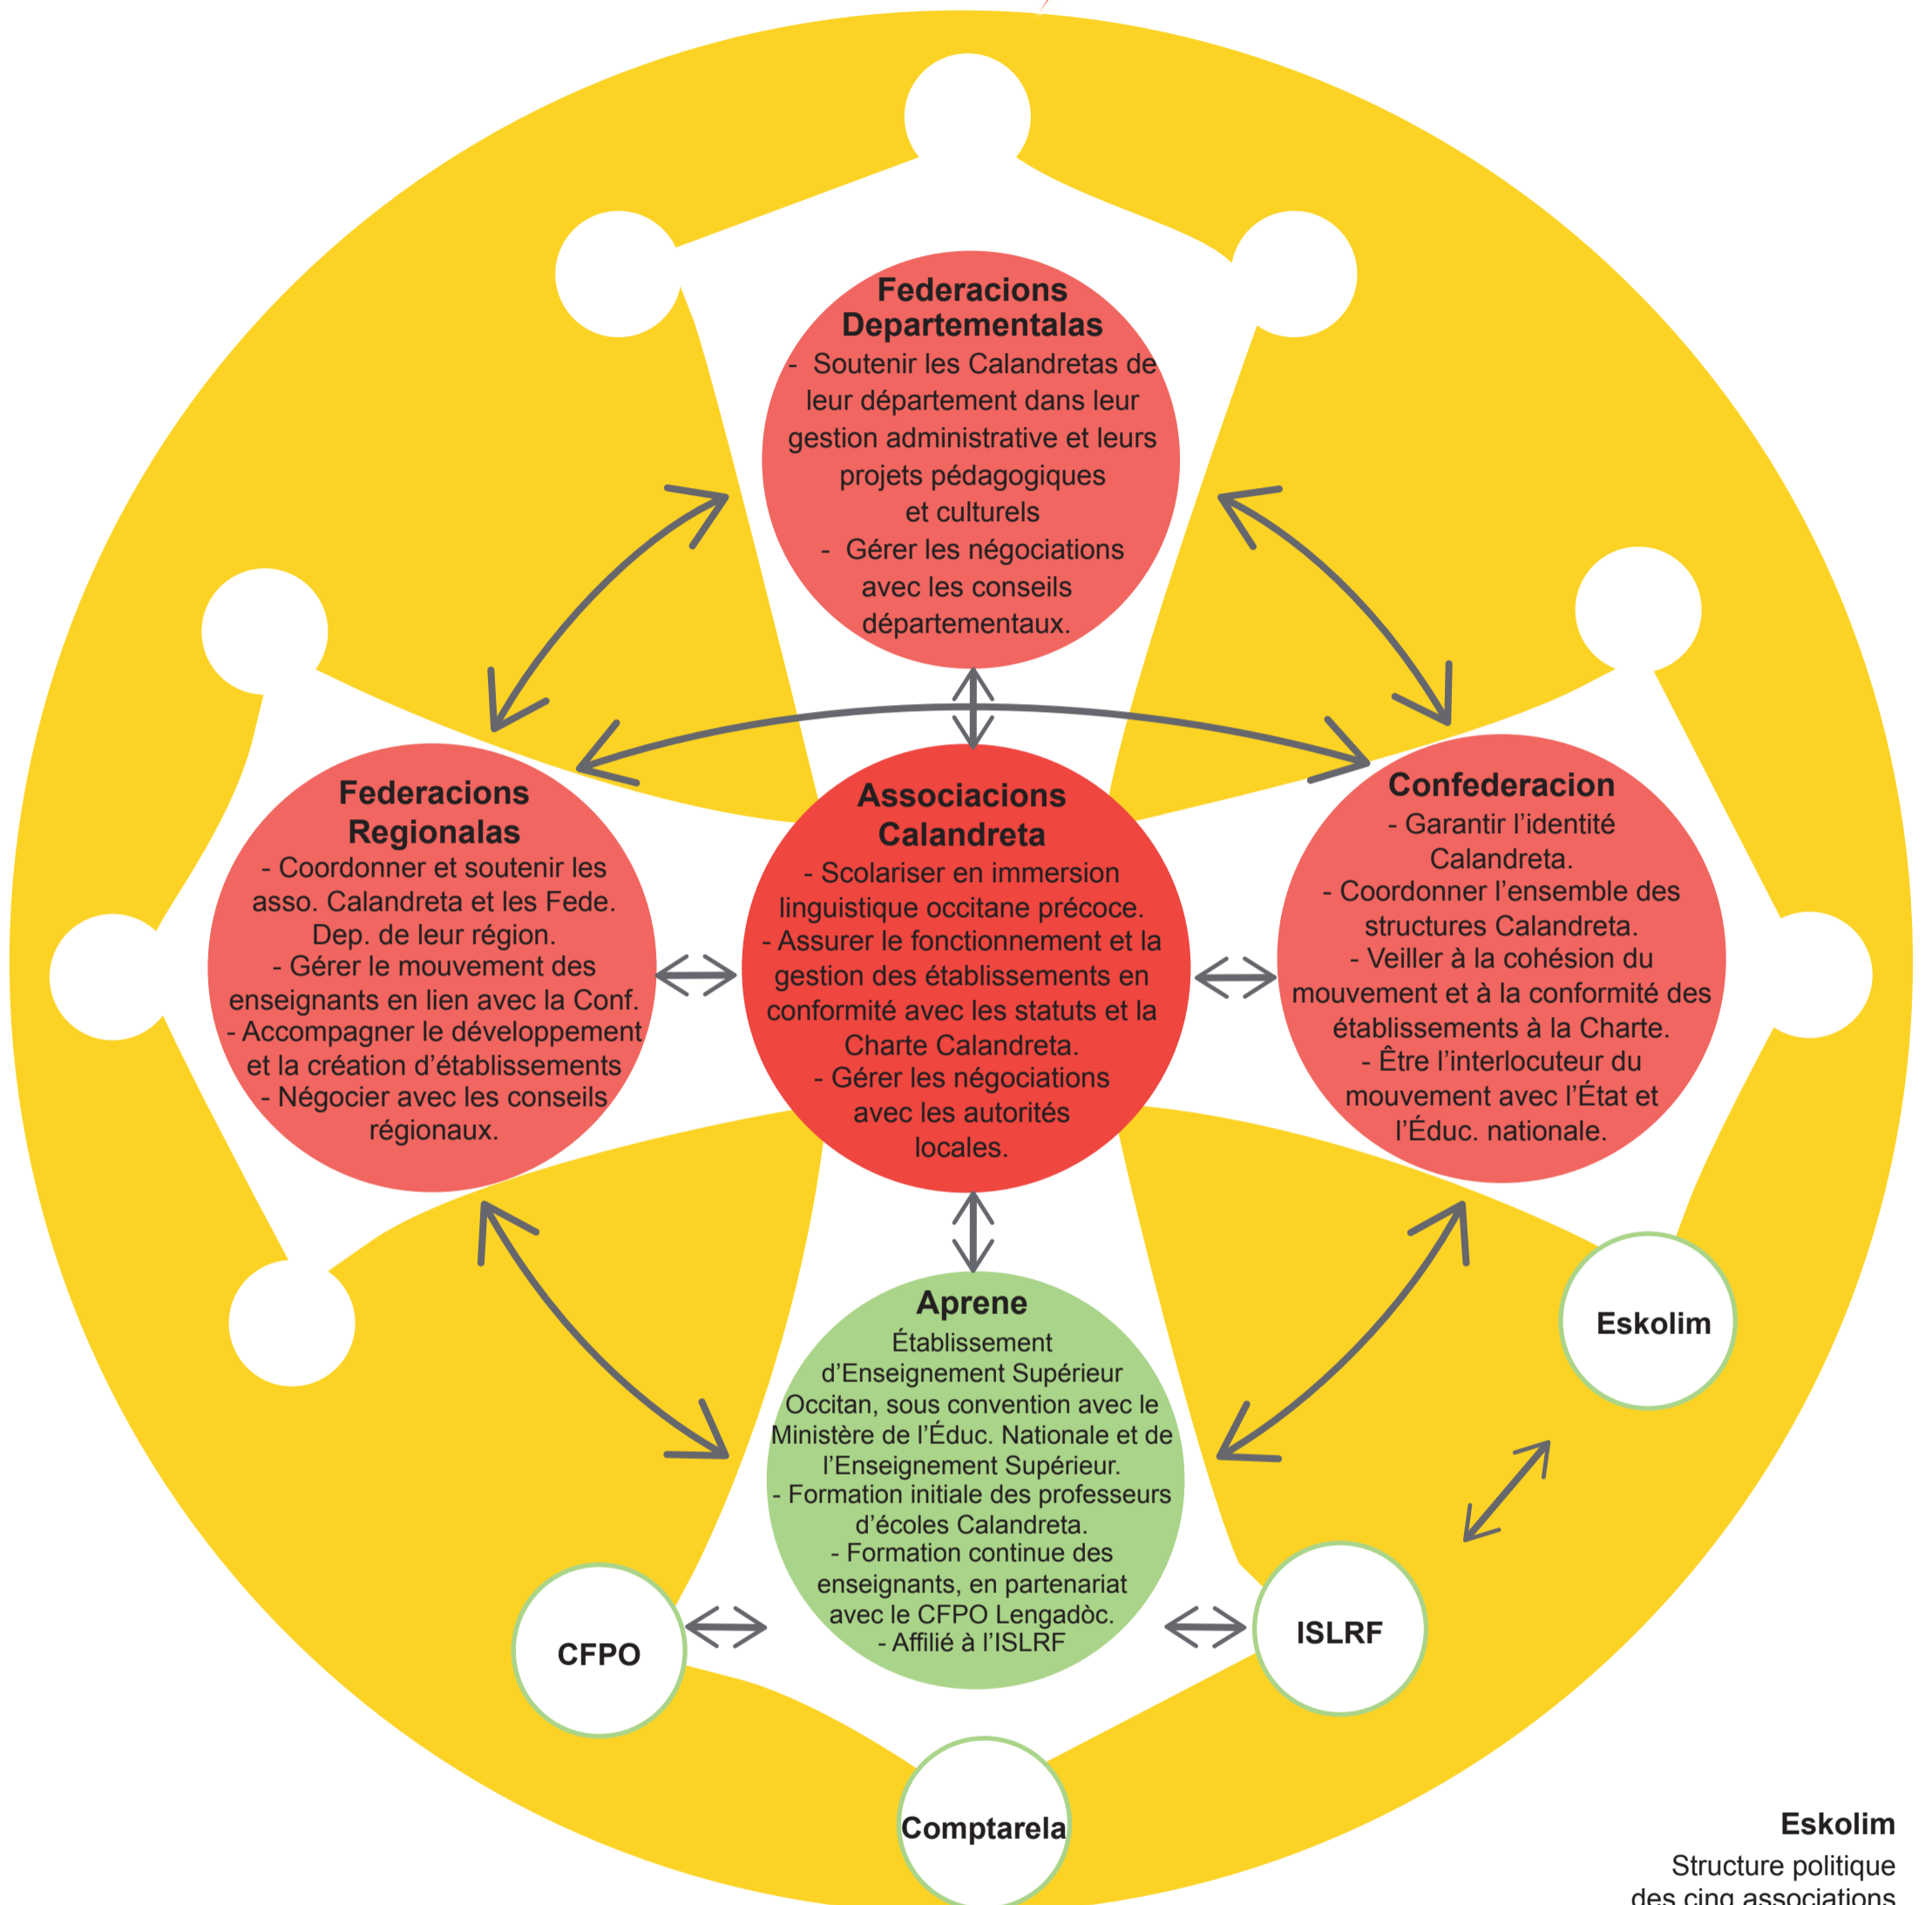 Federacions
Departementalas
- Soutenir les Calandretas de
leur département dans leur
gestion administrative et leurs
projets pédagogiques
et culturels
- Gérer les négociations
avec les conseils
départementaux.
Federacions
Regionalas
- Coordonner et soutenir les
asso. Calandreta et les Fede.
Dep. de leur région.
- Gérer le mouvement des
enseignants en lien avec la Conf.
- Accompagner le développement
et la création d’établissements
- Négocier avec les conseils
régionaux.
Associacions
Calandreta
- Scolariser en immersion
linguistique occitane précoce.
- Assurer le fonctionnement et la
gestion des établissements en
conformité avec les statuts et la
Charte Calandreta.
- Gérer les négociations
avec les autorités
locales.
Confederacion
- Garantir l’identité
Calandreta.
- Coordonner l’ensemble des
structures Calandreta.
- Veiller à la cohésion du
mouvement et à la conformité des
établissements à la Charte.
- Être l’interlocuteur du
mouvement avec l’État et
l’Éduc. nationale.
Aprene
Établissement
d’Enseignement Supérieur
Occitan, sous convention avec le
Ministère de l’Éduc. Nationale et de
l’Enseignement Supérieur.
- Formation initiale des professeurs
d’écoles Calandreta.
- Formation continue des
enseignants, en partenariat
avec le CFPO Lengadòc.
- Affilié à l’ISLRF
Eskolim
ISLRF
CFPO
Comptarela
Eskolim
Structure politique
des cinq associations